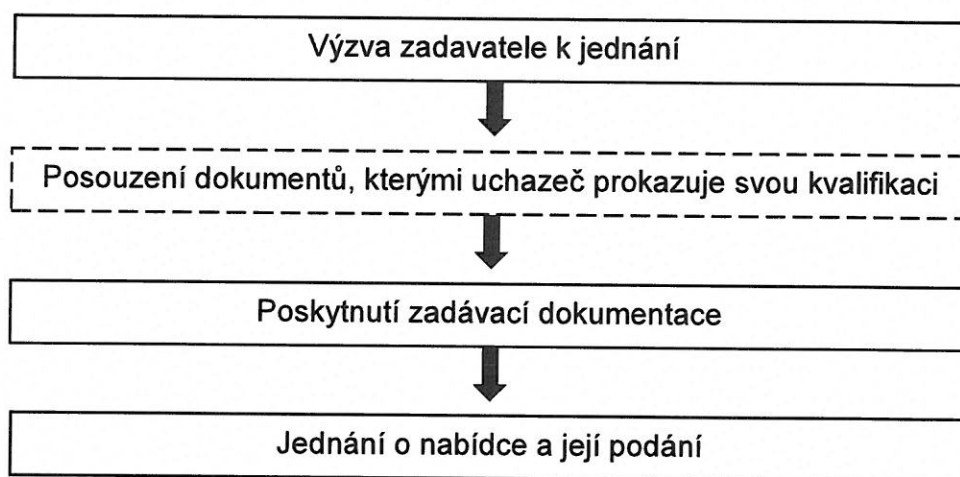 Výzva zadavatele k jednání
Posouzení dokumentů, kterými uchazeč prokazuje svou kvalifikaci
Poskytnutí zadávací dokumentace
Jednání o nabídce a její podání